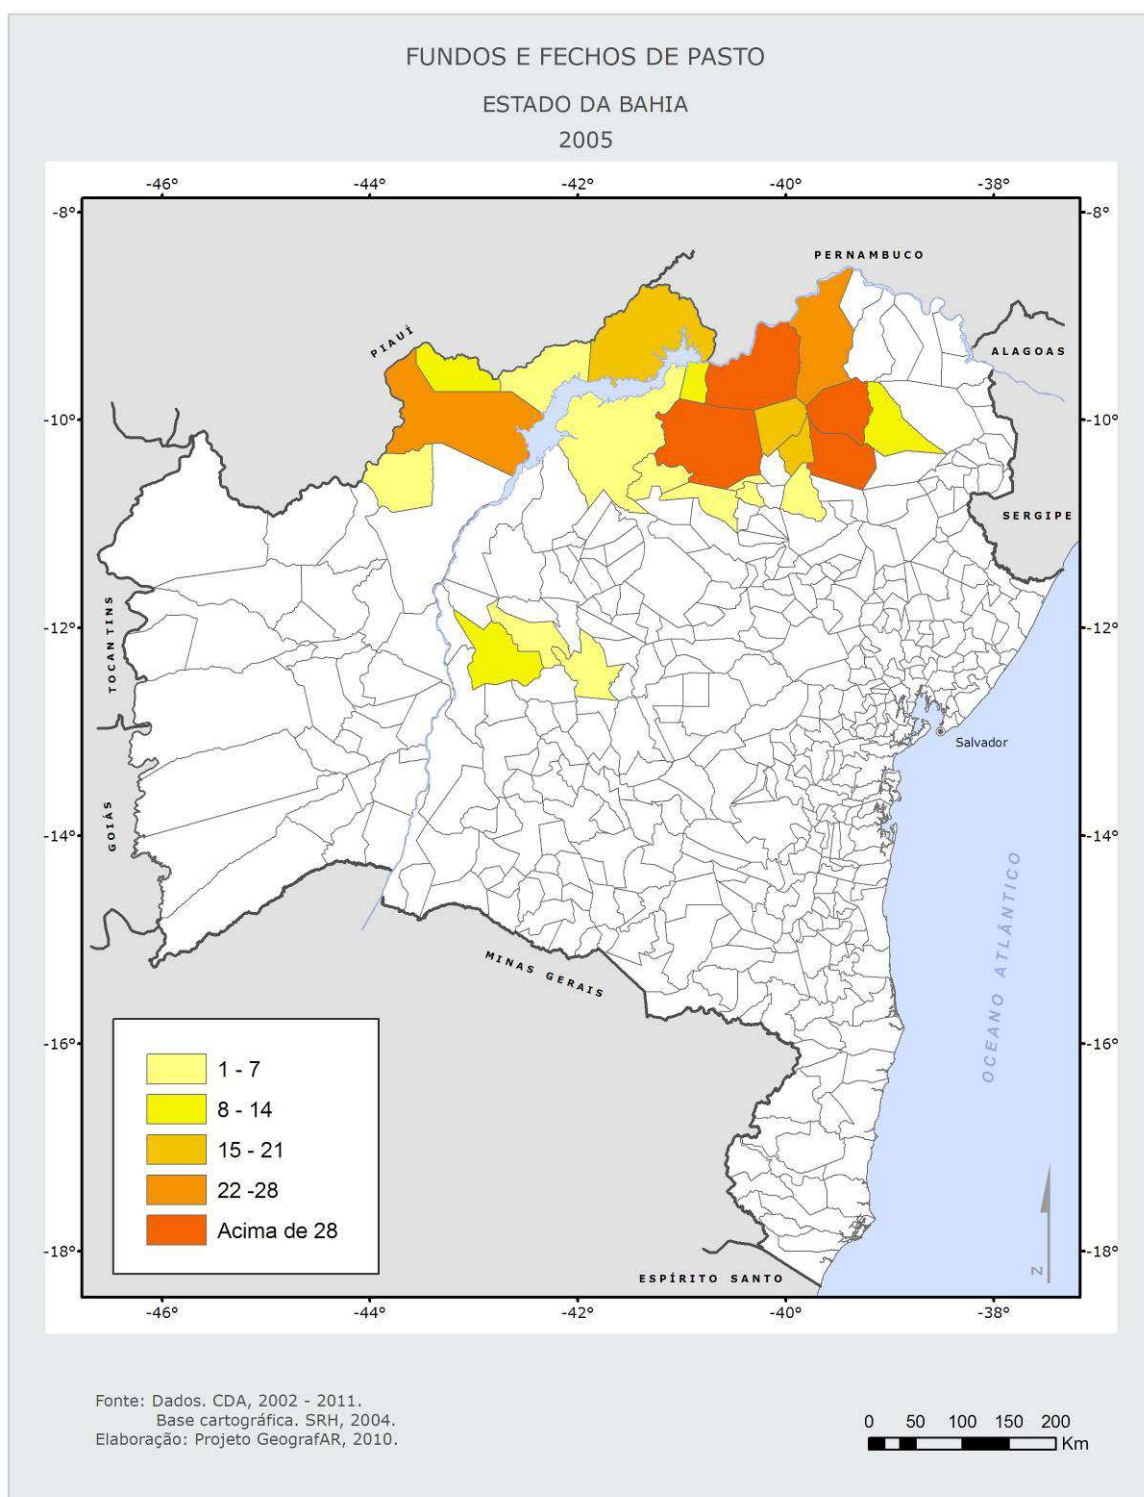 FUNDOS E FECHOS DE PASTO
ESTADO DA BAHIA
2005
-46° -44° -42° -40° -38°
-8° -8°
PERNAMBUCO
PIAUÍ
ALAGOAS
-10° -10°
SERGIPE
TOCANTINS
-12° -12°
Salvador
GOIÁS
-14° -14°
OCEANO ATLÂNTICO
MINAS GERAIS
-16° -16°
1 - 7
8 - 14
15 - 21
22 -28
Acima de 28
-18° -18°
ESPÍRITO SANTO
N
-46° -44° -42° -40° -38°
Fonte: Dados. CDA, 2002 - 2011.
Base cartográfica. SRH, 2004.
Elaboração: Projeto GeografAR, 2010.
0 50 100 150 200
Km